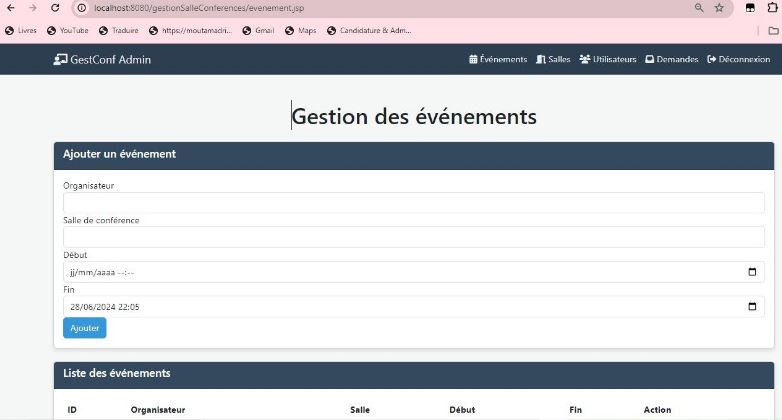 localhost:8080/gestionSalleConferences/evenement.jsp
Livres YouTube Traduire https://moutamadri... Gmail Maps Candidature & Adm...
GestConf Admin Événements Salles Utilisateurs Demandes Déconnexion
Gestion des événements
Ajouter un événement
Organisateur
Salle de conférence
Début
jj/mm/aaaa --:--
Fin
28/06/2024 22:05
Ajouter
Liste des événements
ID Organisateur Salle Début Fin Action